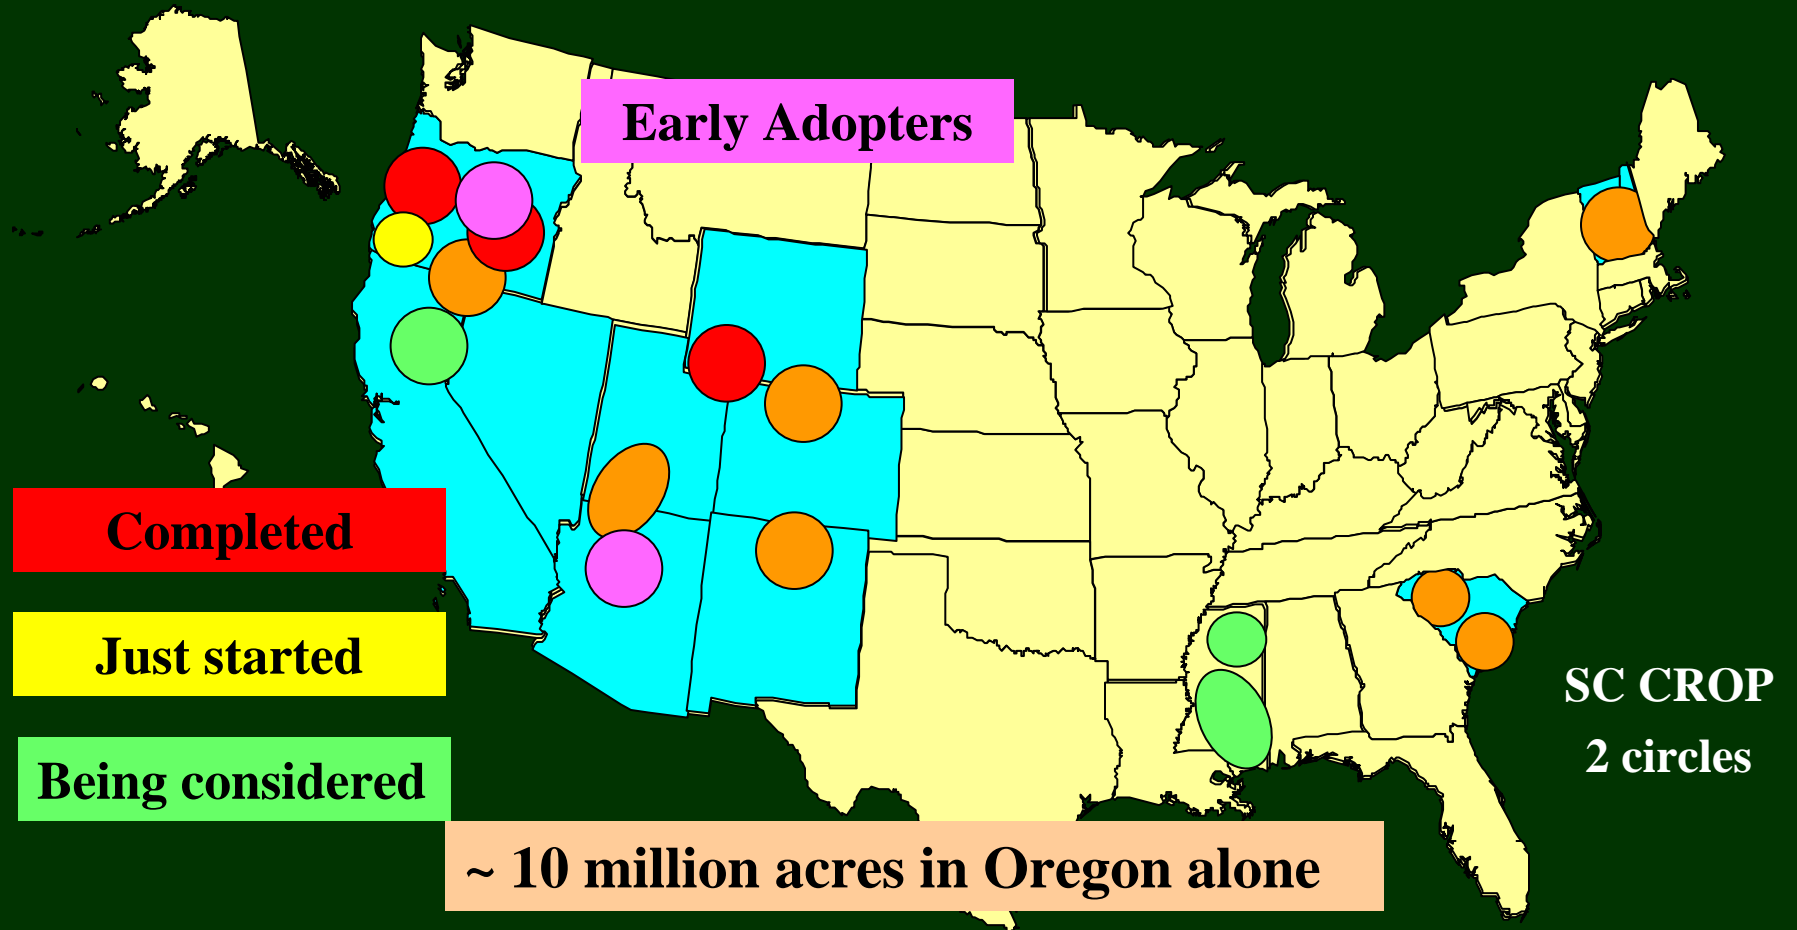 Early Adopters
Completed
Just started
Being considered
SC CROP
2 circles
~ 10 million acres in Oregon alone